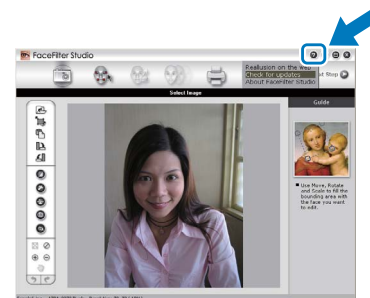 FaceFilter Studio
?
Reallusion on the web
Check for updates
About FaceFilter Studio
Step
Select Image
Guide
Use Move, Rotate
and Scale to fill the
bounding area with
the face you want
to edit.